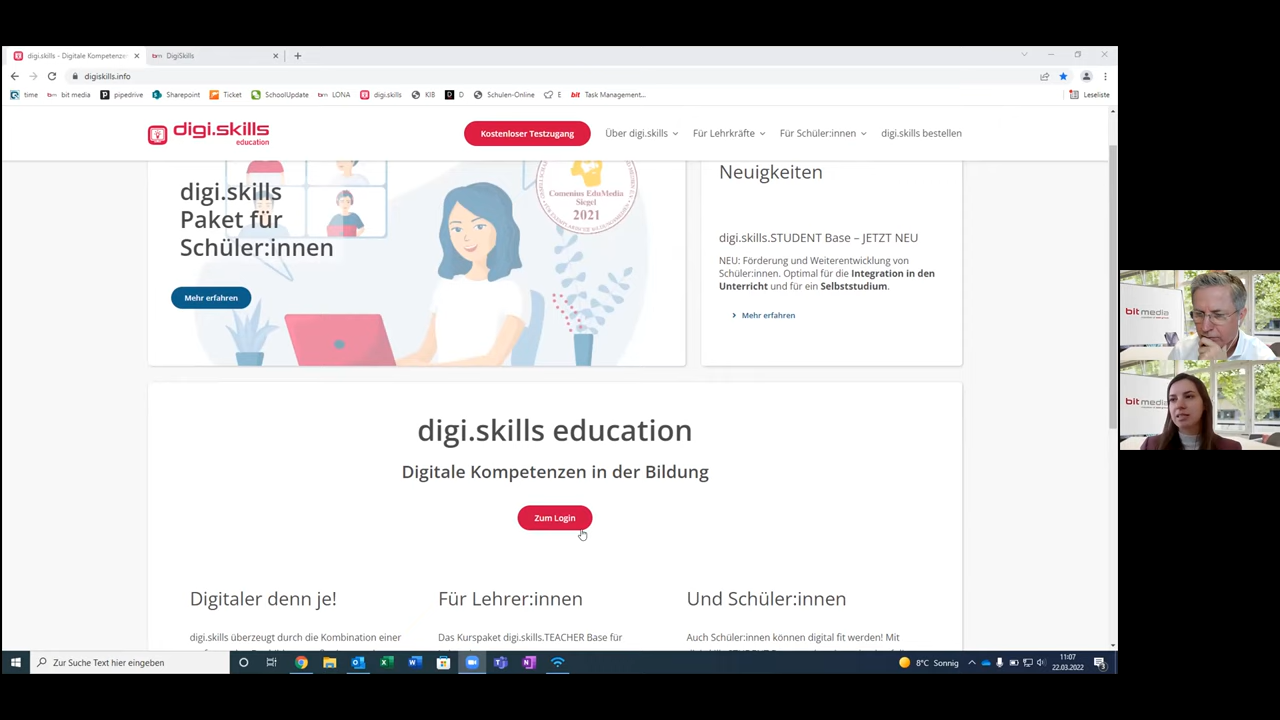 digi.skills - Digitale Kompetenze
DigiSkills
digiskills.info
time
bit media
pipedrive
Sharepoint
Ticket
SchoolUpdate
LONA
digi.skills
KIB
D
Schulen-Online
E
bit Task Management...
Leseliste
digi.skills
education
Kostenloser Testzugang
Über digi.skills
Für Lehrkräfte
Für Schüler:innen
digi.skills bestellen
digi.skills
Paket für
Schüler:innen
Mehr erfahren
Comenius EduMedia
Siegel
2021
Neuigkeiten
digi.skills.STUDENT Base – JETZT NEU
NEU: Förderung und Weiterentwicklung von
Schüler:innen. Optimal für die Integration in den
Unterricht und für ein Selbststudium.
Mehr erfahren
digi.skills education
Digitale Kompetenzen in der Bildung
Zum Login
Digitaler denn je!
digi.skills überzeugt durch die Kombination einer
Für Lehrer:innen
Das Kurspaket digi.skills.TEACHER Base für
Und Schüler:innen
Auch Schüler:innen können digital fit werden! Mit
bit media
bit media
Zur Suche Text hier eingeben
8°C Sonnig
11:07
22.03.2022